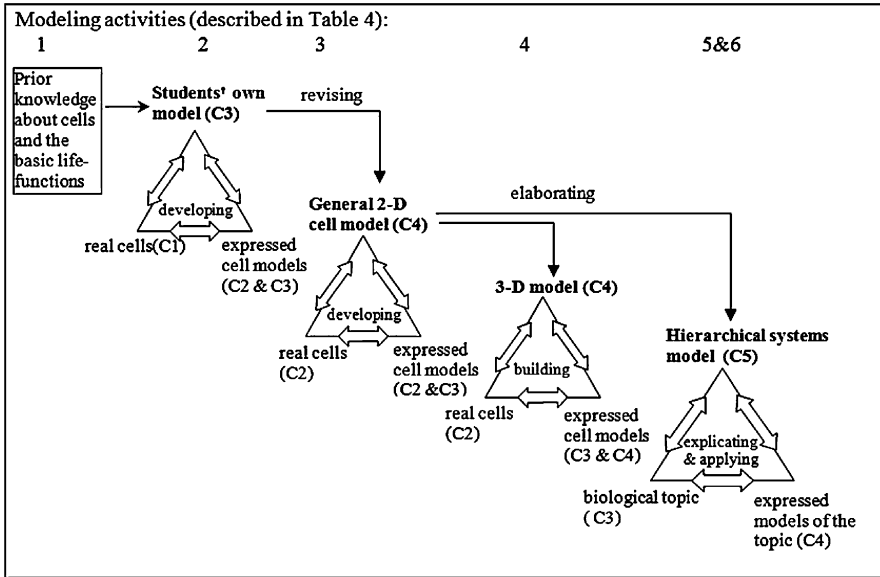 Modeling activities (described in Table 4):
1 2 3 4 5&6
Prior
knowledge
about cells
and the
basic life-
functions
Students' own
model (C3)
developing
real cells(C1)
expressed
cell models
(C2 & C3)
revising
General 2-D
cell model (C4)
developing
real cells
(C2)
expressed
cell models
(C2 &C3)
elaborating
3-D model (C4)
building
real cells
(C2)
expressed
cell models
(C3 & C4)
Hierarchical systems
model (C5)
explicating
& applying
biological topic
( C3)
expressed
models of the
topic (C4)